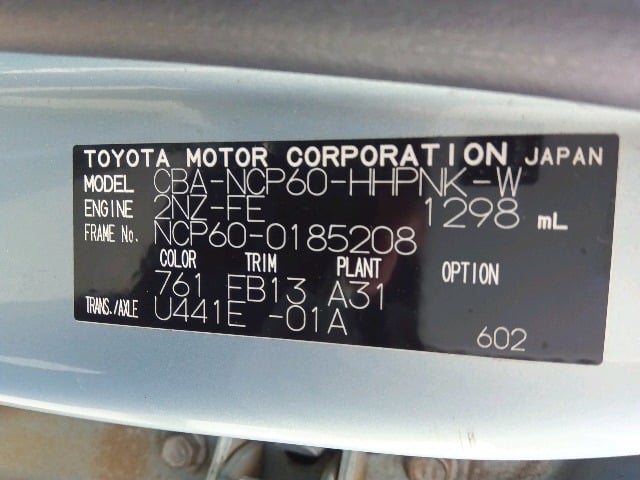 TOYOTA MOTOR CORPORATION JAPAN
MODEL CBA-NCP60-HHPNK-W
ENGINE 2NZ-FE 1298 mL
FRAME No. NCP60-0185208
COLOR TRIM PLANT OPTION
761 FB13 A31
TRANS./AXLE U441E -01A
602